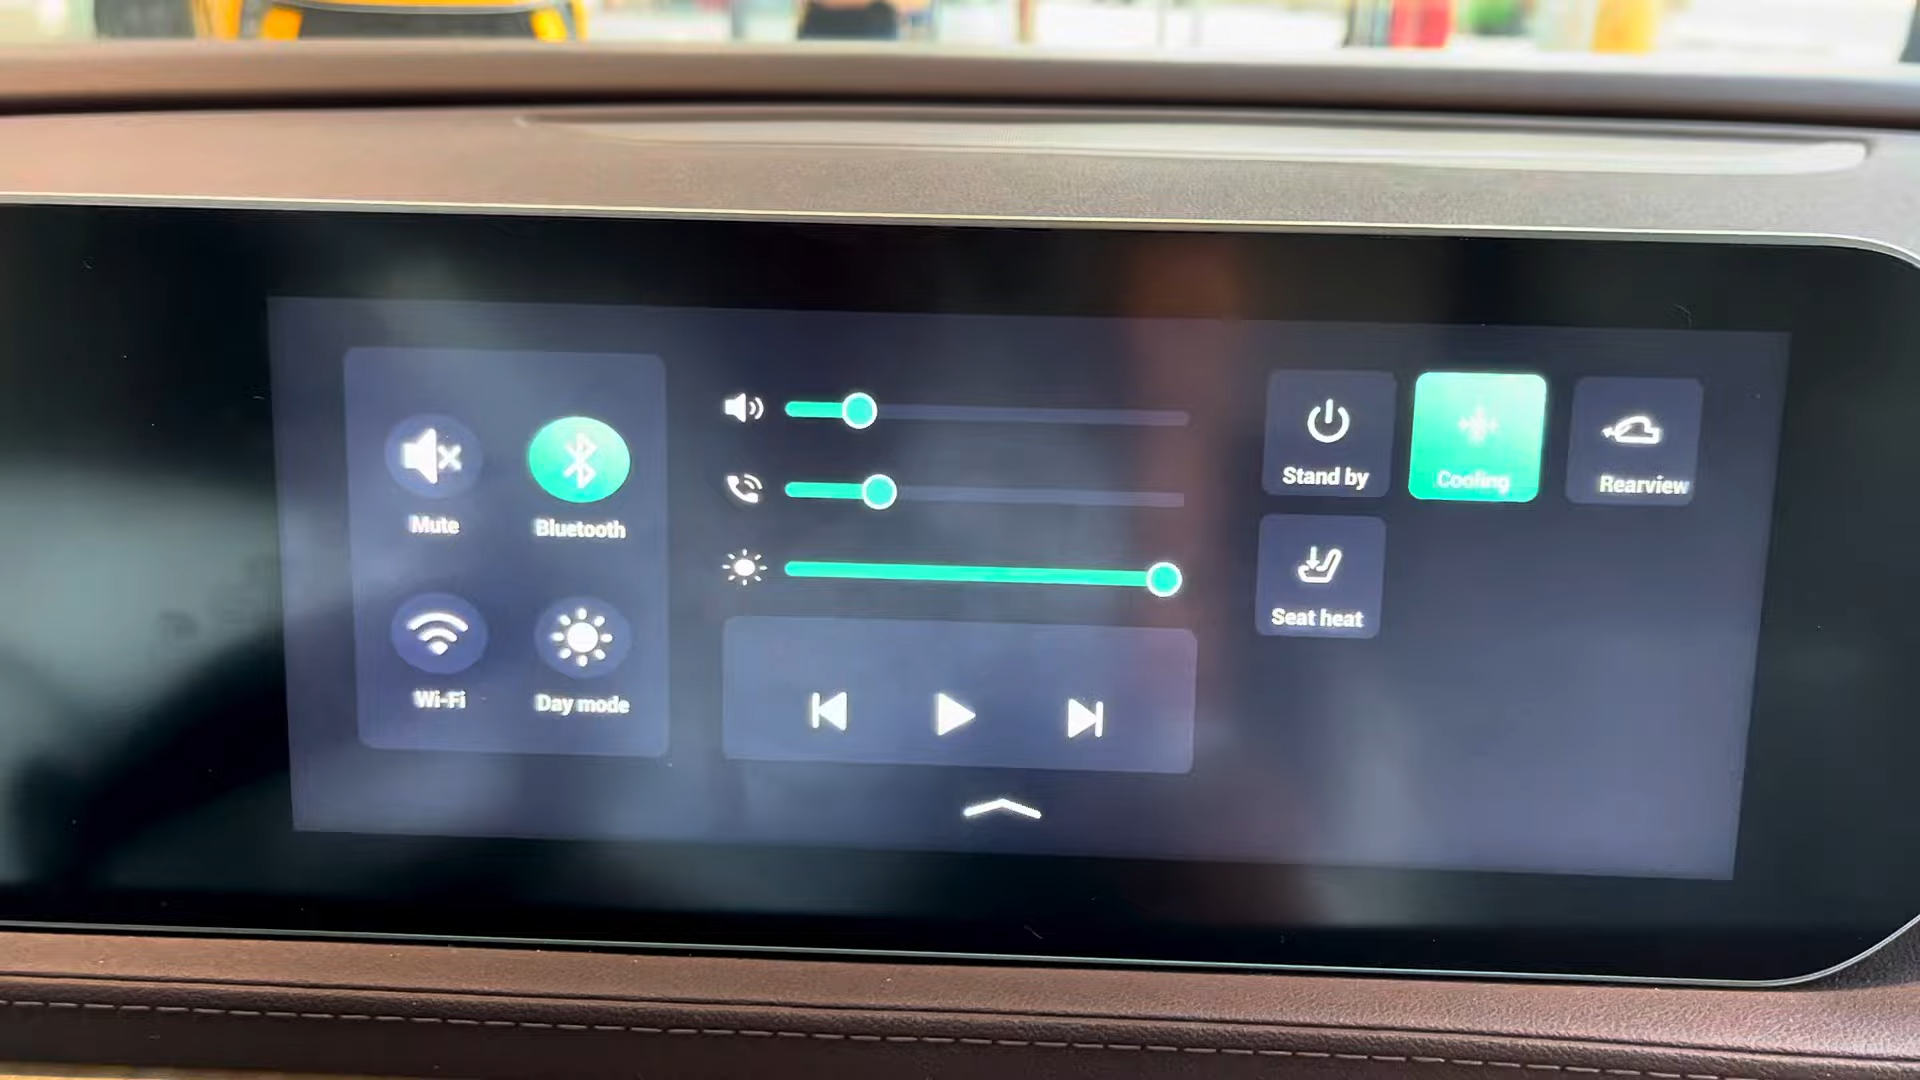 Mute
Bluetooth
Wi-Fi
Day mode
Stand by
Cooling
Rearview
Seat heat